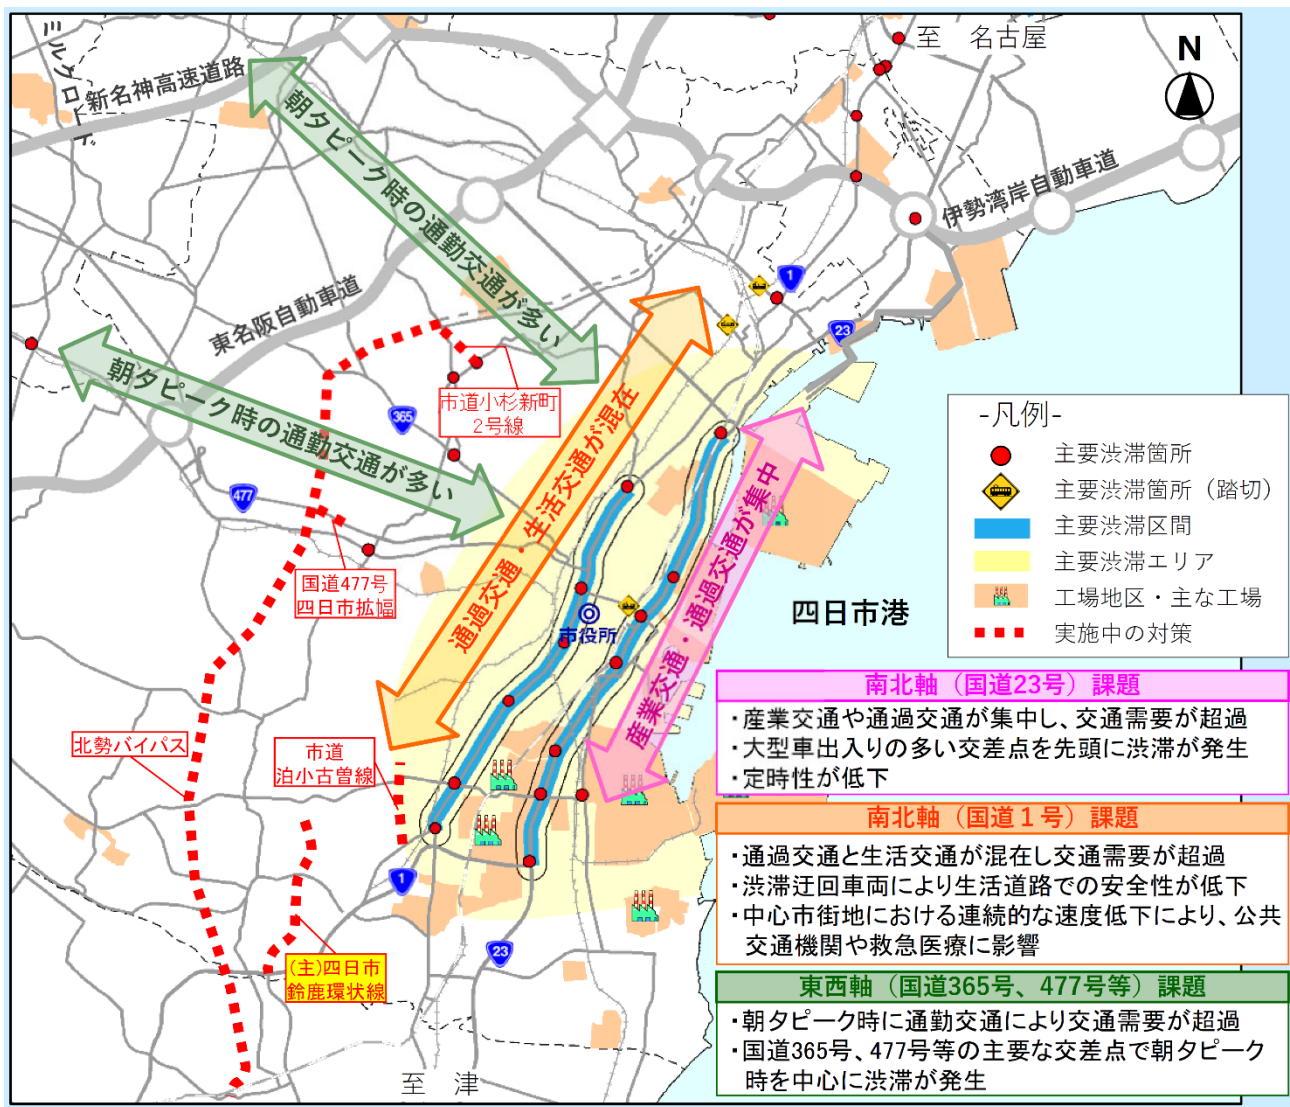 至 名古屋
N
ミルクロード
新名神高速道路
伊勢湾岸自動車道
東名阪自動車道
朝夕ピーク時の通勤交通が多い
朝夕ピーク時の通勤交通が多い
1
23
365
477
市道小杉新町
2号線
通過交通・生活交通が混在
産業交通・通過交通が集中
国道477号
四日市拡幅
市役所
四日市港
-凡例-
主要渋滞箇所
主要渋滞箇所（踏切）
主要渋滞区間
主要渋滞エリア
工場地区・主な工場
実施中の対策
北勢バイパス
市道
泊小古曽線
1
23
(主)四日市
鈴鹿環状線
至 津
南北軸（国道23号）課題
・産業交通や通過交通が集中し、交通需要が超過
・大型車出入りの多い交差点を先頭に渋滞が発生
・定時性が低下
南北軸（国道１号）課題
・通過交通と生活交通が混在し交通需要が超過
・渋滞迂回車両により生活道路での安全性が低下
・中心市街地における連続的な速度低下により、公共
交通機関や救急医療に影響
東西軸（国道365号、477号等）課題
・朝夕ピーク時に通勤交通により交通需要が超過
・国道365号、477号等の主要な交差点で朝夕ピーク
時を中心に渋滞が発生